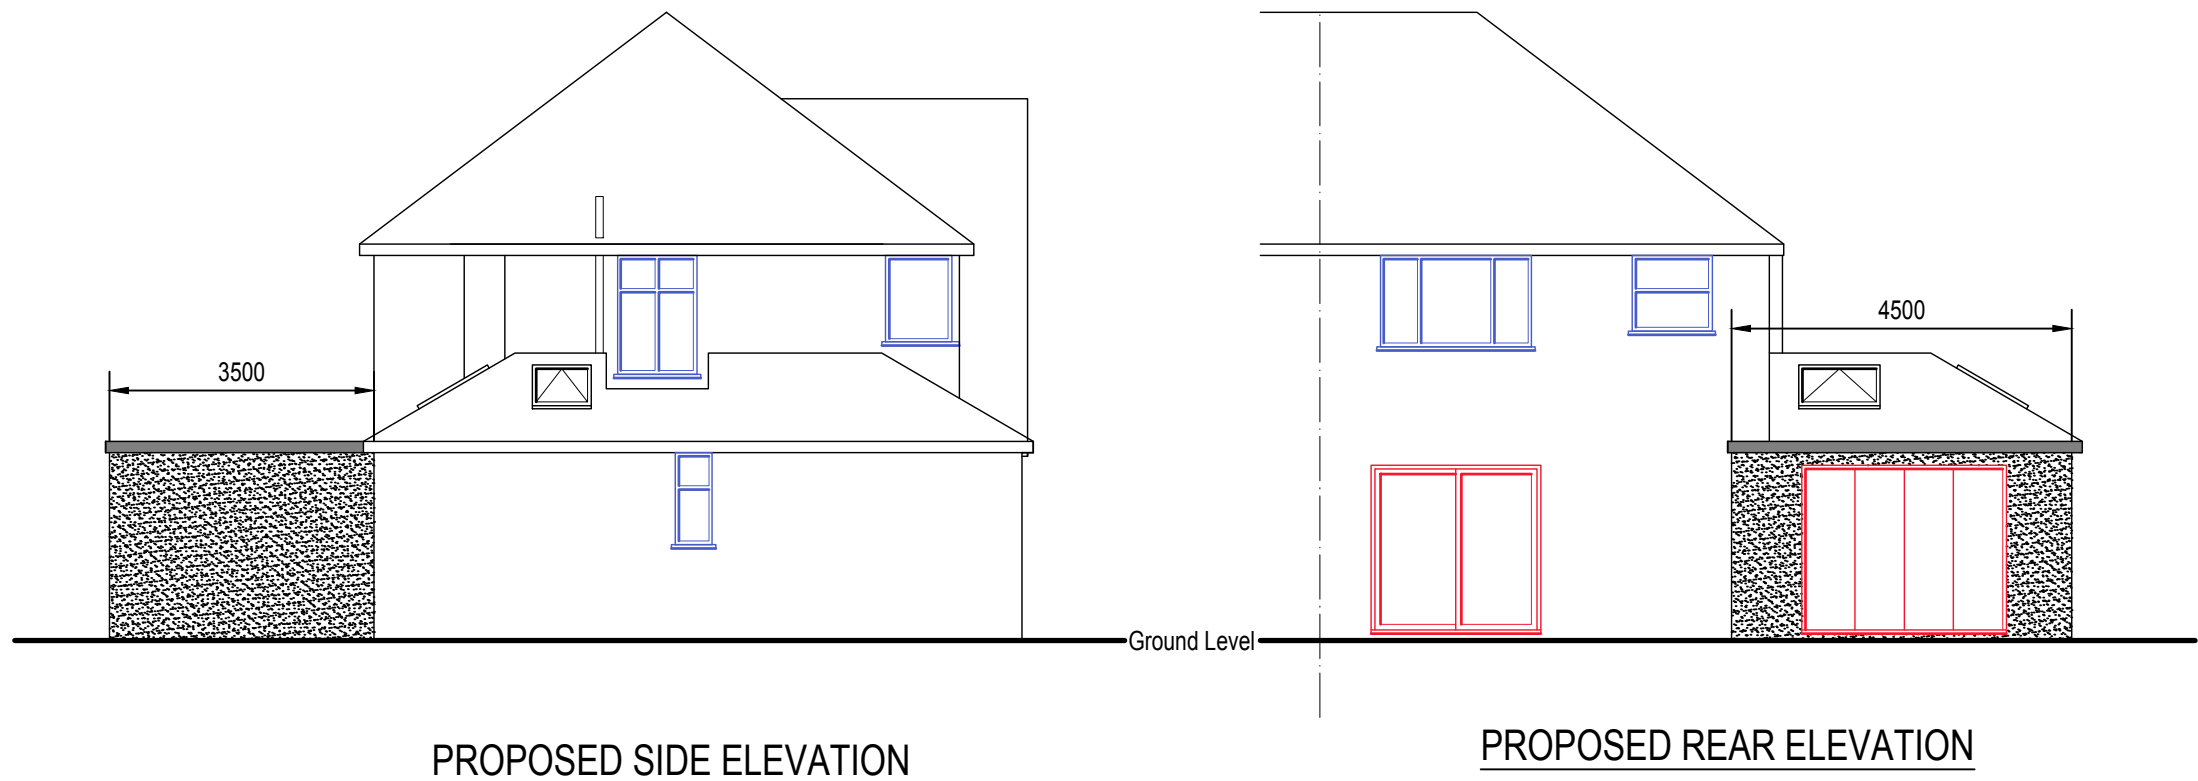 4500
3500
Ground Level
PROPOSED SIDE ELEVATION
PROPOSED REAR ELEVATION